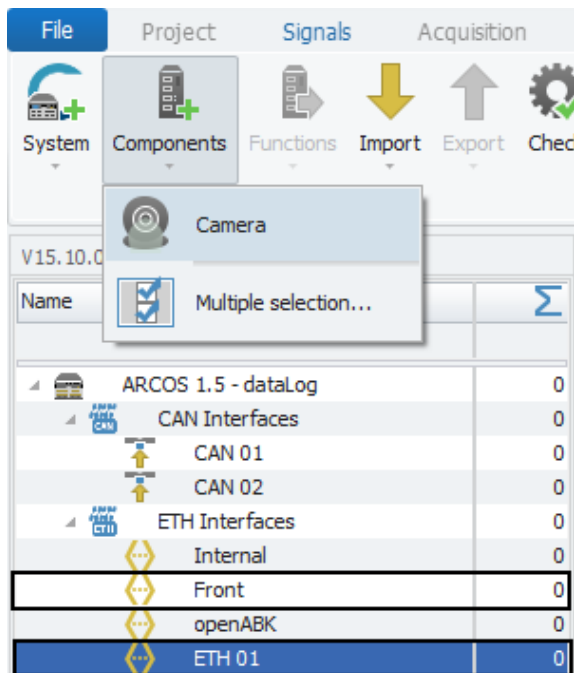 File Project Signals Acquisition
System Components Functions Import Export Chec
Camera
V15.10.0
Multiple selection...
Name Σ
ARCOS 1.5 - dataLog 0
CAN Interfaces 0
CAN 01 0
CAN 02 0
ETH Interfaces 0
Internal 0
Front 0
openABK 0
ETH 01 0